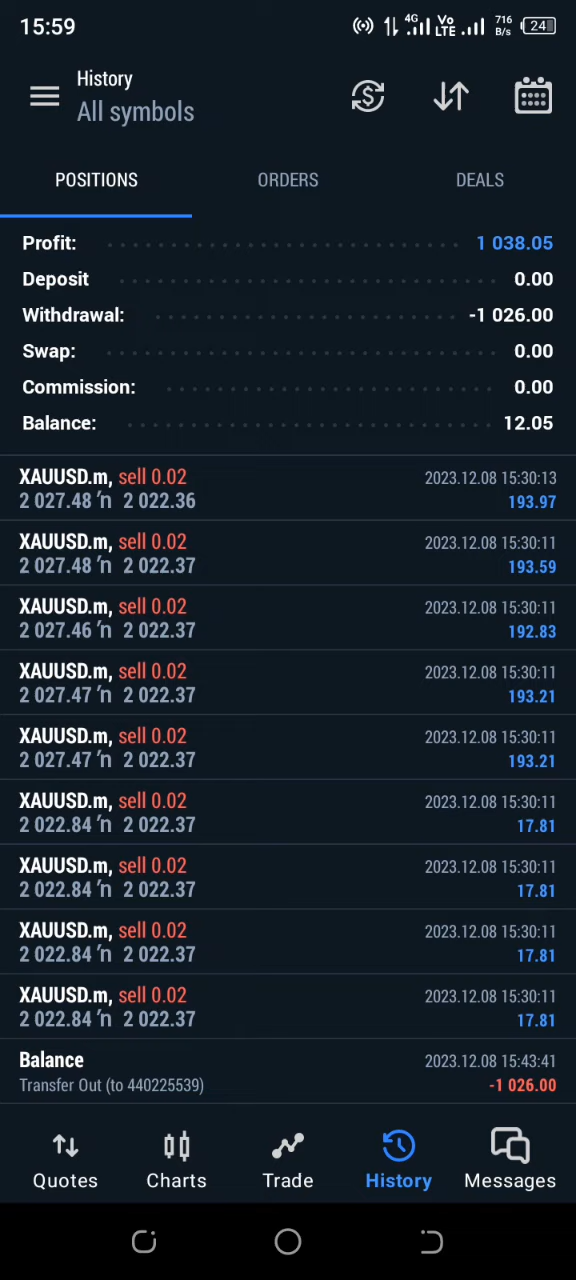 15:59
4G Vo LTE 716 B/s 24
History
All symbols
POSITIONS ORDERS DEALS
Profit: 1 038.05
Deposit 0.00
Withdrawal: -1 026.00
Swap: 0.00
Commission: 0.00
Balance: 12.05
XAUUSD.m, sell 0.02 2023.12.08 15:30:13
2 027.48 ’n 2 022.36 193.97
XAUUSD.m, sell 0.02 2023.12.08 15:30:11
2 027.48 ’n 2 022.37 193.59
XAUUSD.m, sell 0.02 2023.12.08 15:30:11
2 027.46 ’n 2 022.37 192.83
XAUUSD.m, sell 0.02 2023.12.08 15:30:11
2 027.47 ’n 2 022.37 193.21
XAUUSD.m, sell 0.02 2023.12.08 15:30:11
2 027.47 ’n 2 022.37 193.21
XAUUSD.m, sell 0.02 2023.12.08 15:30:11
2 022.84 ’n 2 022.37 17.81
XAUUSD.m, sell 0.02 2023.12.08 15:30:11
2 022.84 ’n 2 022.37 17.81
XAUUSD.m, sell 0.02 2023.12.08 15:30:11
2 022.84 ’n 2 022.37 17.81
XAUUSD.m, sell 0.02 2023.12.08 15:30:11
2 022.84 ’n 2 022.37 17.81
Balance 2023.12.08 15:43:41
Transfer Out (to 440225539) -1 026.00
Quotes Charts Trade History Messages